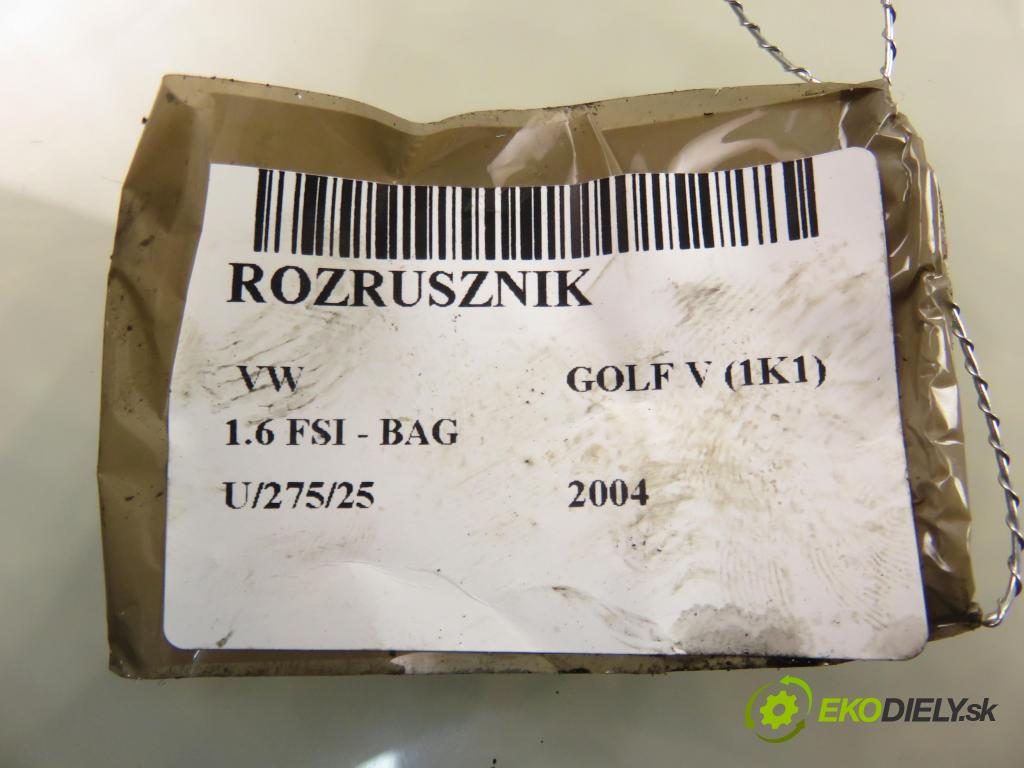 ROZRUSZNIK
VW GOLF V (1K1)
1.6 FSI - BAG
U/275/25 2004
EKODIELY.sk